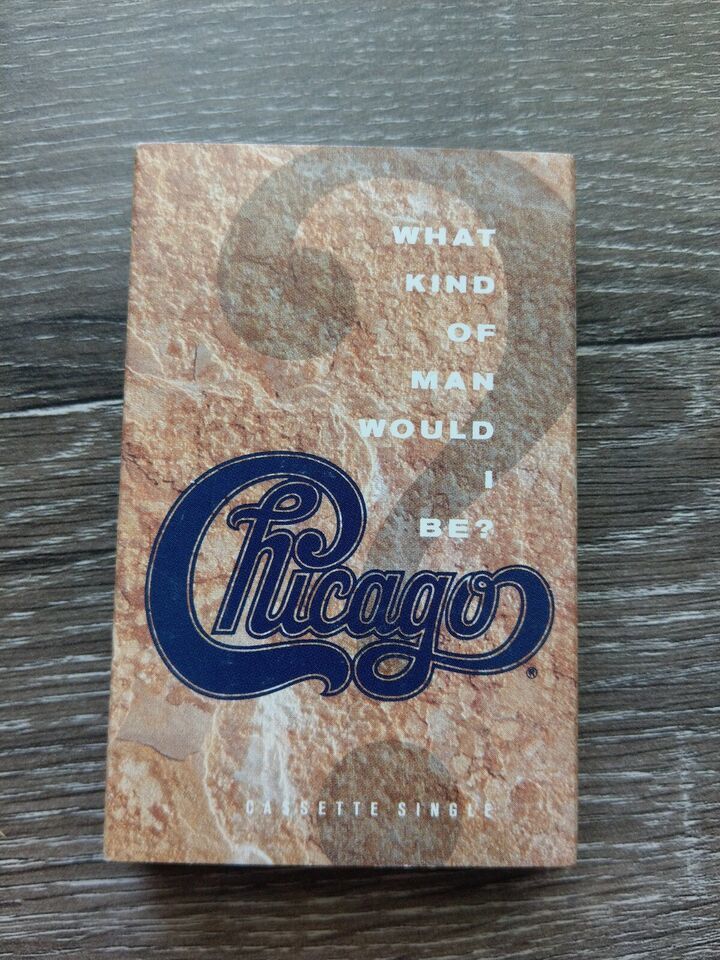 WHAT
KIND
OF
MAN
WOULD
I
BE?
Chicago®
CASSETTE SINGLE